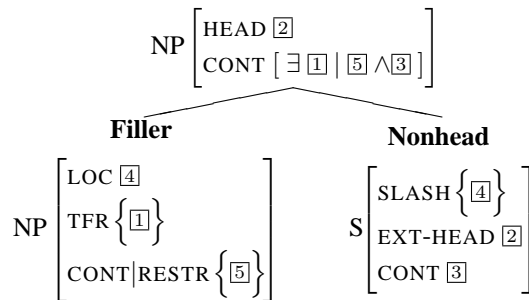 NP [HEAD 2
CONT [ ∃ 1 | 5 ∧ 3 ]]
Filler Nonhead
NP [LOC 4
TFR {1}
CONT|RESTR {5}]
S [SLASH {4}
EXT-HEAD 2
CONT 3]